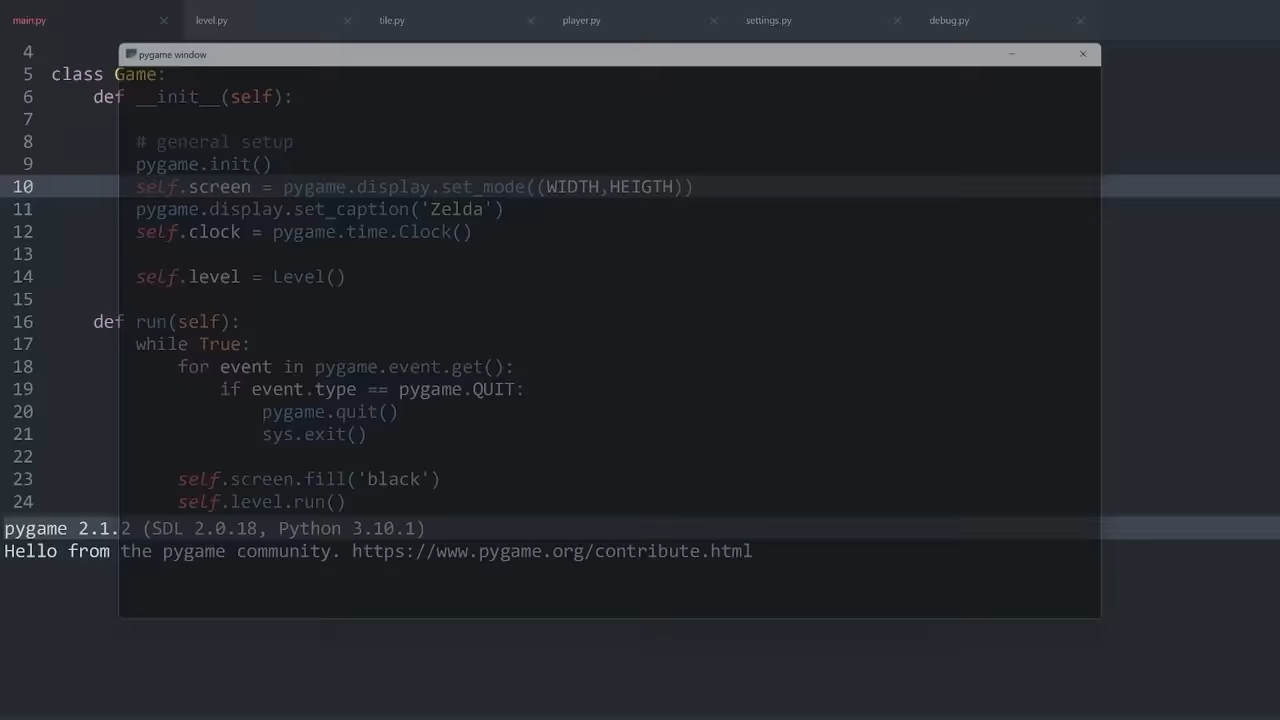 main.py level.py tile.py player.py settings.py debug.py
pygame window
4
5 class Game:
6 def __init__(self):
7
8 # general setup
9 pygame.init()
10 self.screen = pygame.display.set_mode((WIDTH,HEIGTH))
11 pygame.display.set_caption('Zelda')
12 self.clock = pygame.time.Clock()
13
14 self.level = Level()
15
16 def run(self):
17 while True:
18 for event in pygame.event.get():
19 if event.type == pygame.QUIT:
20 pygame.quit()
21 sys.exit()
22
23 self.screen.fill('black')
24 self.level.run()
pygame 2.1.2 (SDL 2.0.18, Python 3.10.1)
Hello from the pygame community. https://www.pygame.org/contribute.html